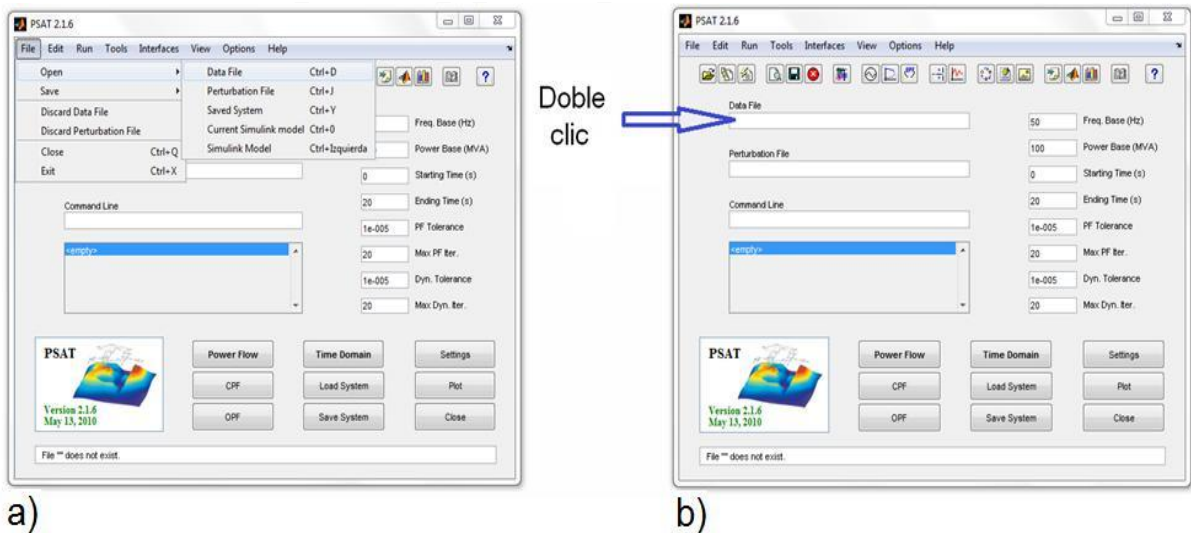 PSAT 2.1.6
File Edit Run Tools Interfaces View Options Help
Open
Save
Discard Data File
Discard Perturbation File
Close Ctrl+Q
Exit Ctrl+X
Data File Ctrl+D
Perturbation File Ctrl+J
Saved System Ctrl+Y
Current Simulink model Ctrl+0
Simulink Model Ctrl+Izquierda
?
Freq. Base (Hz)
Power Base (MVA)
0 Starting Time (s)
Command Line
20 Ending Time (s)
1e-005 PF Tolerance
<empty>
20 Max PF Iter.
1e-005 Dyn. Tolerance
20 Max Dyn. Iter.
PSAT
Version 2.1.6
May 13, 2010
Power Flow Time Domain Settings
CPF Load System Plot
OPF Save System Close
File "" does not exist.
a)
Doble
clic
PSAT 2.1.6
File Edit Run Tools Interfaces View Options Help
?
Data File
50 Freq. Base (Hz)
Perturbation File
100 Power Base (MVA)
0 Starting Time (s)
Command Line
20 Ending Time (s)
1e-005 PF Tolerance
<empty>
20 Max PF Iter.
1e-005 Dyn. Tolerance
20 Max Dyn. Iter.
PSAT
Version 2.1.6
May 13, 2010
Power Flow Time Domain Settings
CPF Load System Plot
OPF Save System Close
File "" does not exist.
b)